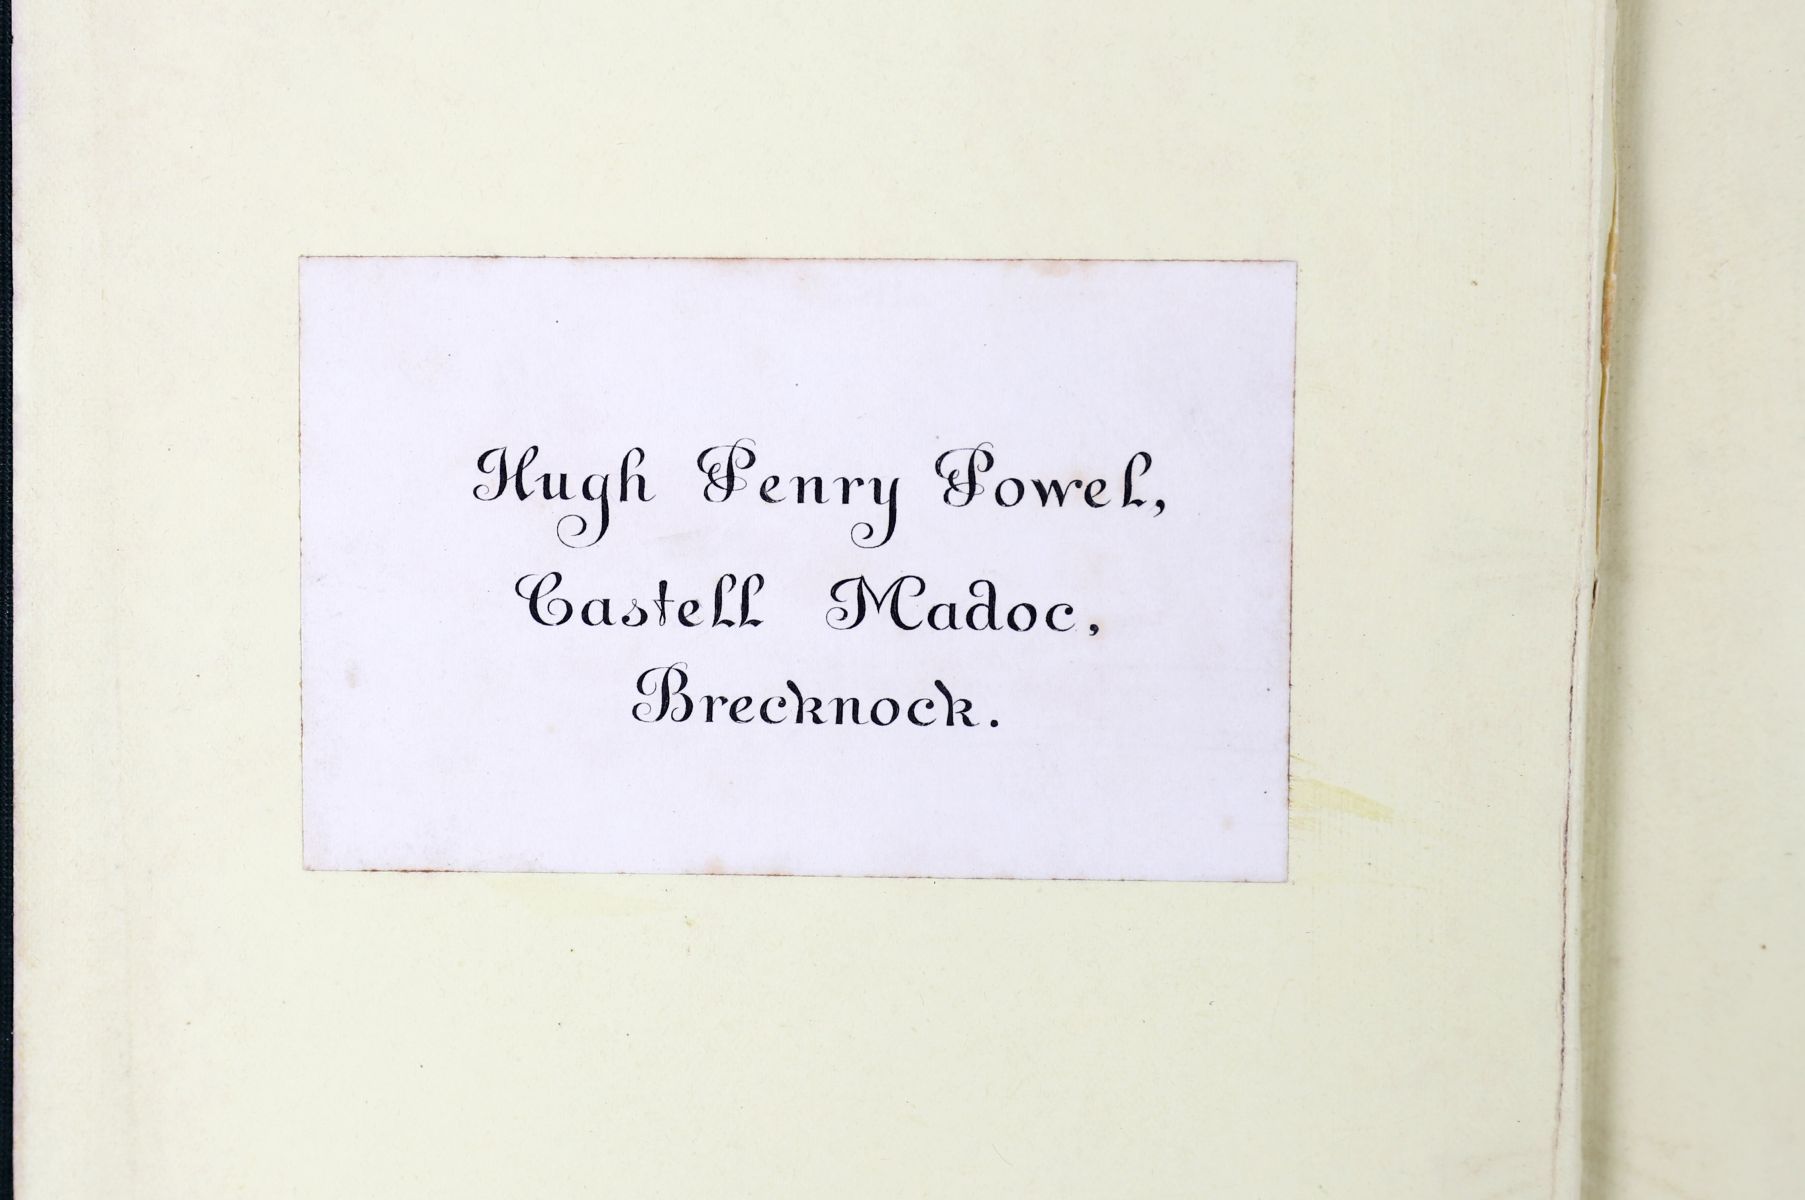 Hugh Penry Powel,
Castell Madoc,
Brecknock.